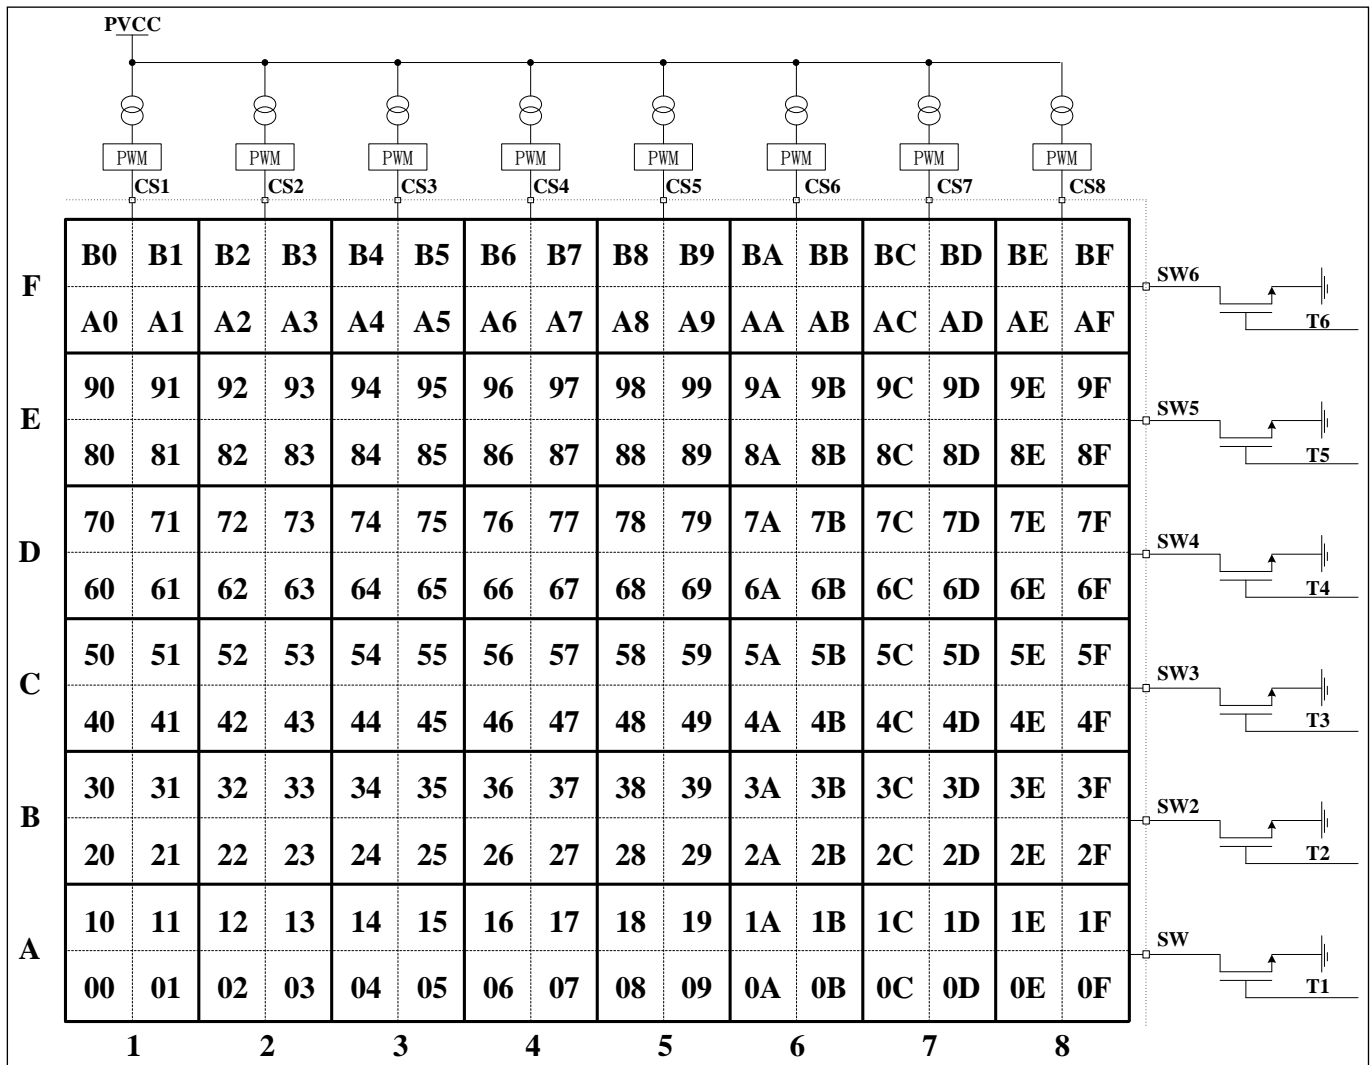 PVCC
PWM PWM PWM PWM PWM PWM PWM PWM
CS1 CS2 CS3 CS4 CS5 CS6 CS7 CS8
B0 B1 B2 B3 B4 B5 B6 B7 B8 B9 BA BB BC BD BE BF
F SW6
A0 A1 A2 A3 A4 A5 A6 A7 A8 A9 AA AB AC AD AE AF T6
90 91 92 93 94 95 96 97 98 99 9A 9B 9C 9D 9E 9F
E SW5
80 81 82 83 84 85 86 87 88 89 8A 8B 8C 8D 8E 8F T5
70 71 72 73 74 75 76 77 78 79 7A 7B 7C 7D 7E 7F
D SW4
60 61 62 63 64 65 66 67 68 69 6A 6B 6C 6D 6E 6F T4
50 51 52 53 54 55 56 57 58 59 5A 5B 5C 5D 5E 5F
C SW3
40 41 42 43 44 45 46 47 48 49 4A 4B 4C 4D 4E 4F T3
30 31 32 33 34 35 36 37 38 39 3A 3B 3C 3D 3E 3F
B SW2
20 21 22 23 24 25 26 27 28 29 2A 2B 2C 2D 2E 2F T2
10 11 12 13 14 15 16 17 18 19 1A 1B 1C 1D 1E 1F
A SW
00 01 02 03 04 05 06 07 08 09 0A 0B 0C 0D 0E 0F T1
1 2 3 4 5 6 7 8